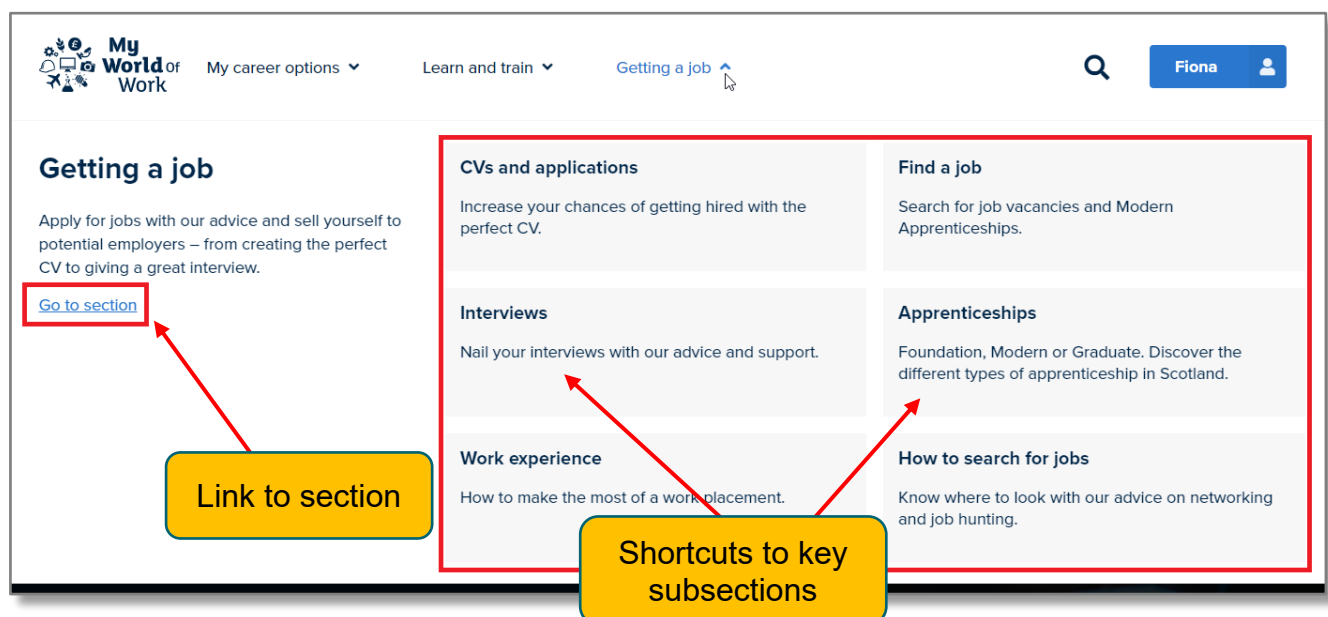 My
World Of
Work
My career options
Learn and train
Getting a job
Fiona
Getting a job
Apply for jobs with our advice and sell yourself to
potential employers – from creating the perfect
CV to giving a great interview.
Go to section
CVs and applications
Increase your chances of getting hired with the
perfect CV.
Find a job
Search for job vacancies and Modern
Apprenticeships.
Interviews
Nail your interviews with our advice and support.
Apprenticeships
Foundation, Modern or Graduate. Discover the
different types of apprenticeship in Scotland.
Work experience
How to make the most of a work placement.
How to search for jobs
Know where to look with our advice on networking
and job hunting.
Link to section
Shortcuts to key
subsections